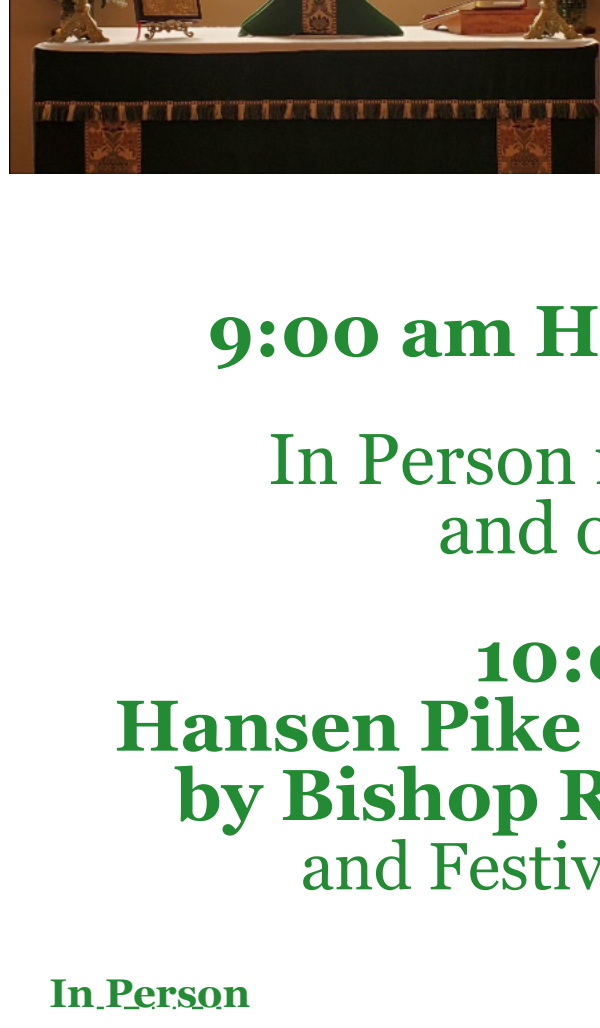 9:00 am H
In Person
and
10:
Hansen Pike
by Bishop R
and Festiv
In Person